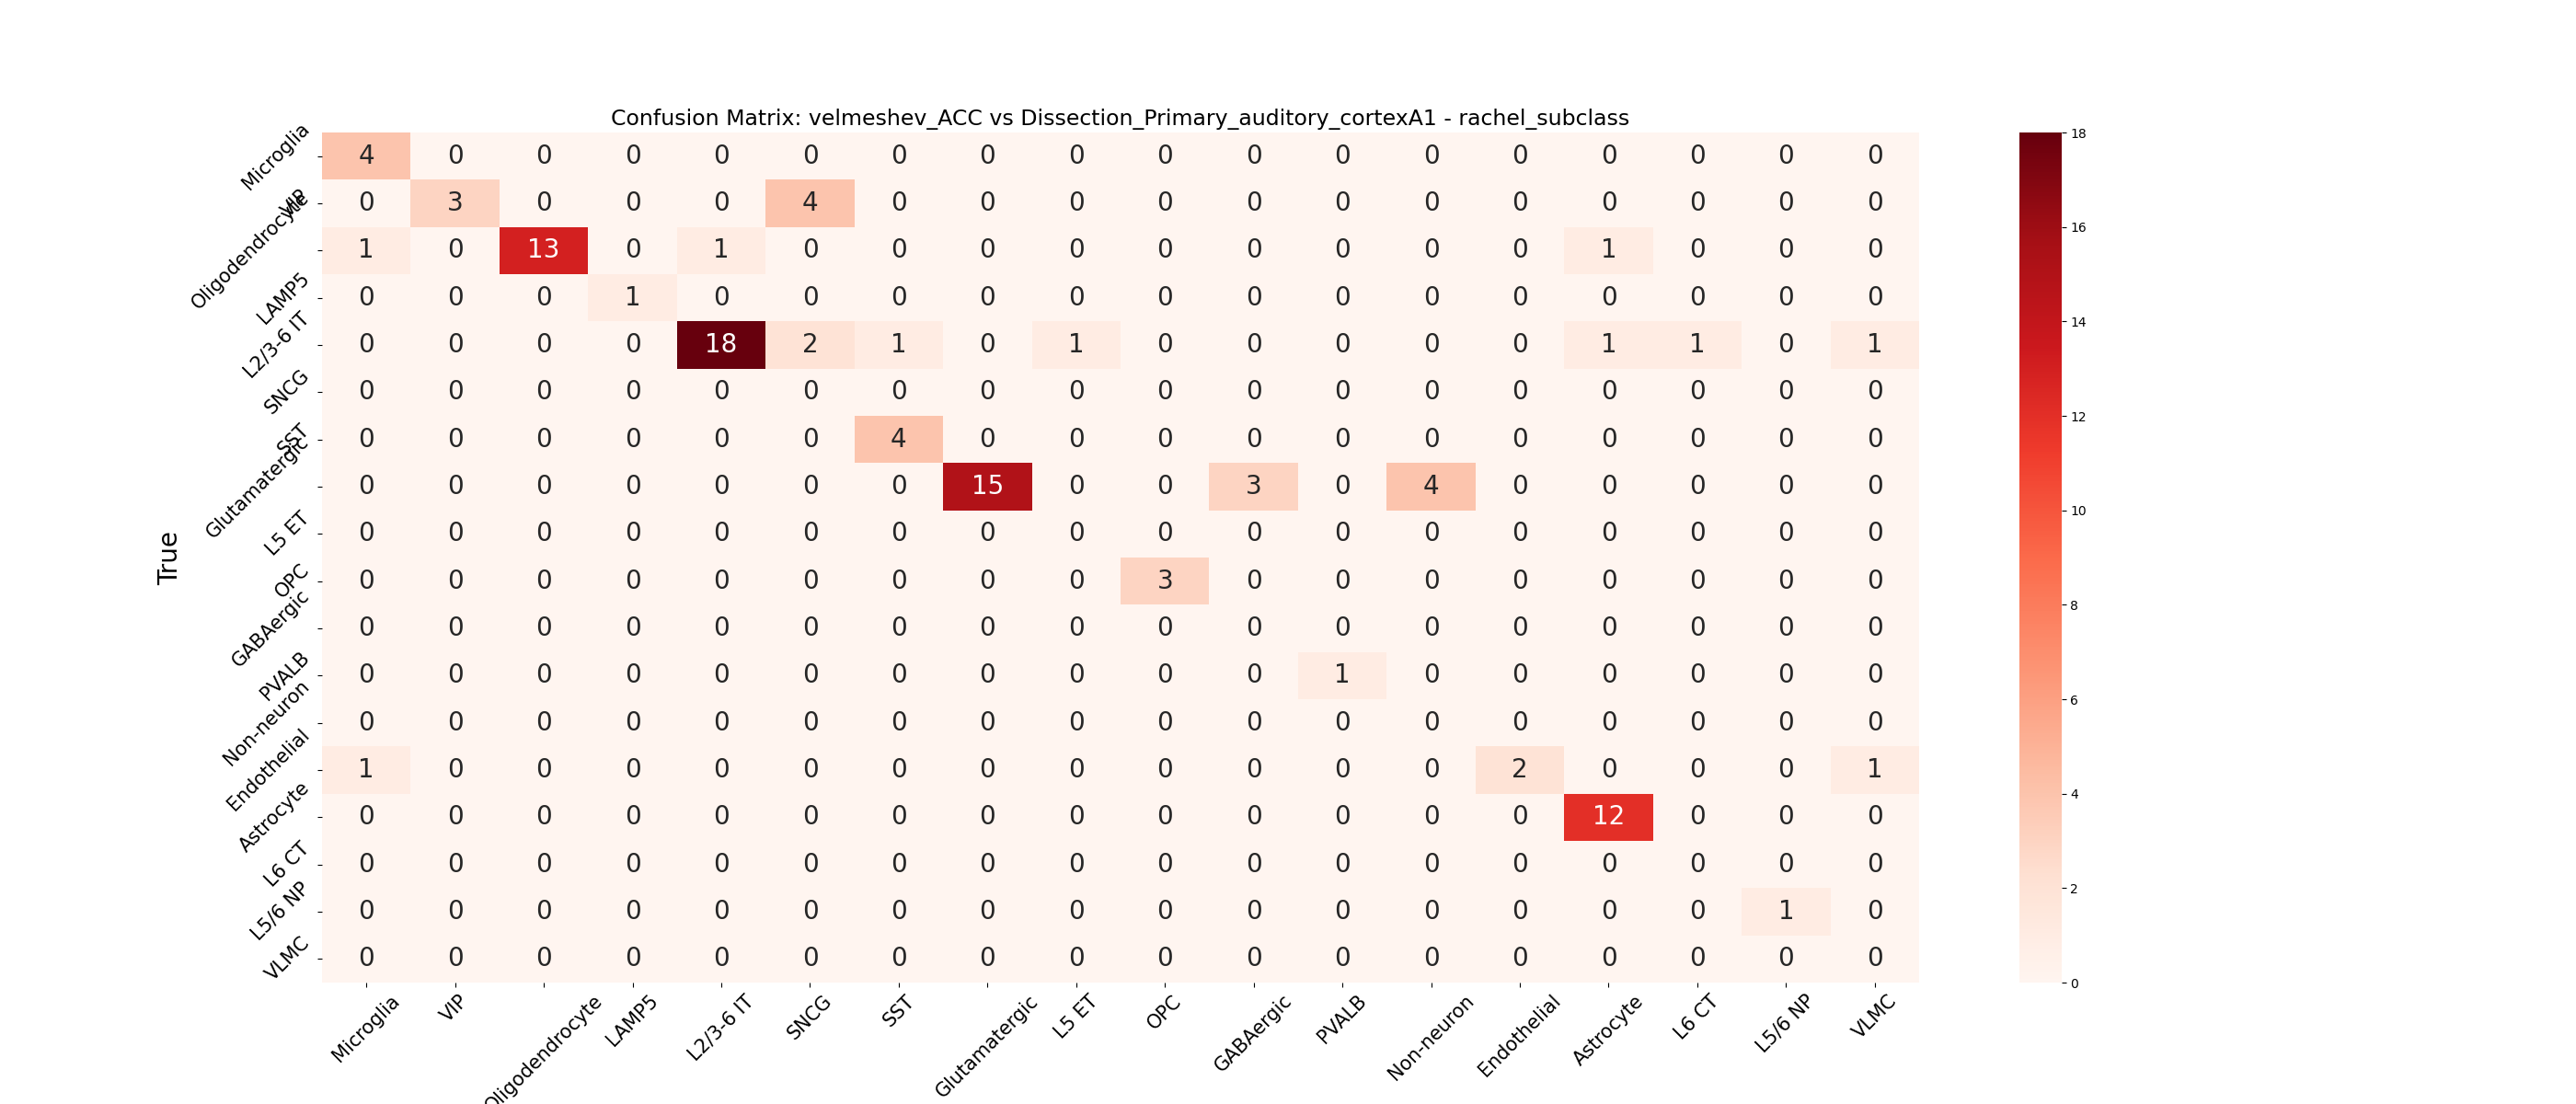 Confusion Matrix: velmeshev_ACC vs Dissection_Primary_auditory_cortexA1 - rachel_subclass
True
Microglia 4 0 0 0 0 0 0 0 0 0 0 0 0 0 0 0 0 0
VIP 0 3 0 0 0 4 0 0 0 0 0 0 0 0 0 0 0 0
Oligodendrocyte 1 0 13 0 1 0 0 0 0 0 0 0 0 0 1 0 0 0
LAMP5 0 0 0 1 0 0 0 0 0 0 0 0 0 0 0 0 0 0
L2/3-6 IT 0 0 0 0 18 2 1 0 1 0 0 0 0 0 1 1 0 1
SNCG 0 0 0 0 0 0 0 0 0 0 0 0 0 0 0 0 0 0
SST 0 0 0 0 0 0 4 0 0 0 0 0 0 0 0 0 0 0
Glutamatergic 0 0 0 0 0 0 0 15 0 0 3 0 4 0 0 0 0 0
L5 ET 0 0 0 0 0 0 0 0 0 0 0 0 0 0 0 0 0 0
OPC 0 0 0 0 0 0 0 0 0 3 0 0 0 0 0 0 0 0
GABAergic 0 0 0 0 0 0 0 0 0 0 0 0 0 0 0 0 0 0
PVALB 0 0 0 0 0 0 0 0 0 0 0 1 0 0 0 0 0 0
Non-neuron 0 0 0 0 0 0 0 0 0 0 0 0 0 0 0 0 0 0
Endothelial 1 0 0 0 0 0 0 0 0 0 0 0 0 2 0 0 0 1
Astrocyte 0 0 0 0 0 0 0 0 0 0 0 0 0 0 12 0 0 0
L6 CT 0 0 0 0 0 0 0 0 0 0 0 0 0 0 0 0 0 0
L5/6 NP 0 0 0 0 0 0 0 0 0 0 0 0 0 0 0 0 1 0
VLMC 0 0 0 0 0 0 0 0 0 0 0 0 0 0 0 0 0 0
Microglia VIP Oligodendrocyte LAMP5 L2/3-6 IT SNCG SST Glutamatergic L5 ET OPC GABAergic PVALB Non-neuron Endothelial Astrocyte L6 CT L5/6 NP VLMC
18
16
14
12
10
8
6
4
2
0